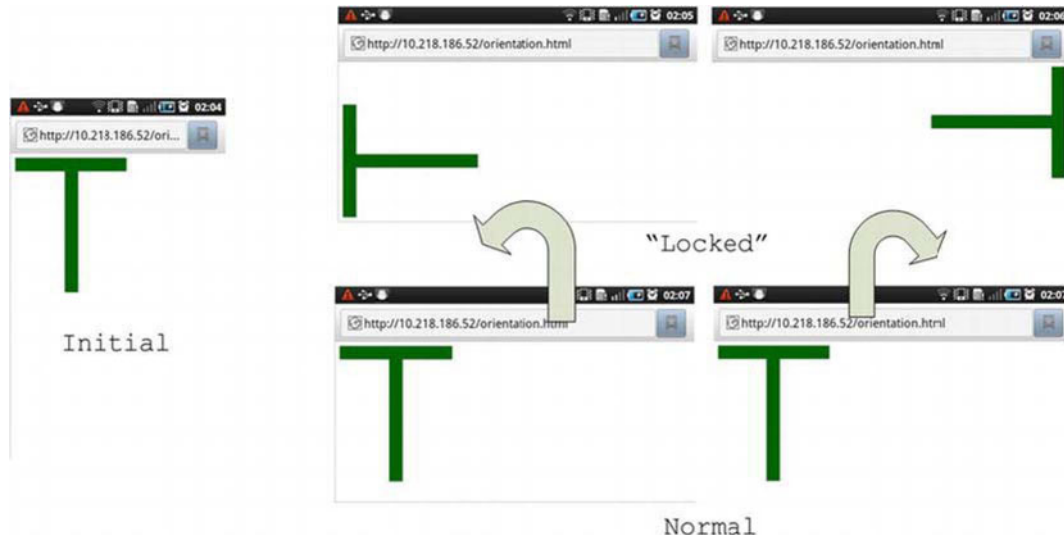 02:04
http://10.218.186.52/ori...
Initial
02:05
http://10.218.186.52/orientation.html
02:06
http://10.218.186.52/orientation.html
"Locked"
02:07
http://10.218.186.52/orientation.html
02:07
http://10.218.186.52/orientation.html
Normal